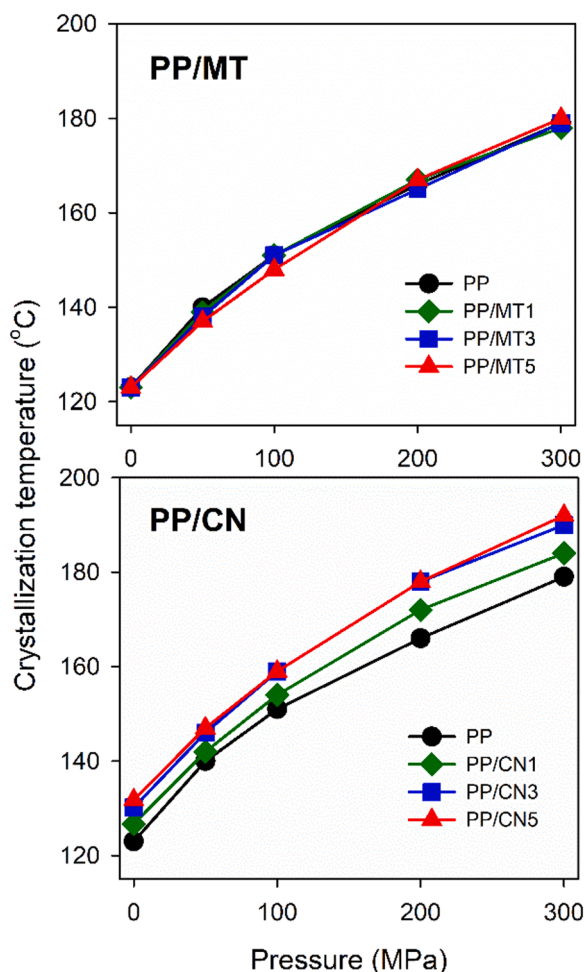 200
PP/MT
180
160
140
120
PP
PP/MT1
PP/MT3
PP/MT5
0 100 200 300
Crystallization temperature (°C)
200
PP/CN
180
160
140
120
PP
PP/CN1
PP/CN3
PP/CN5
0 100 200 300
Pressure (MPa)